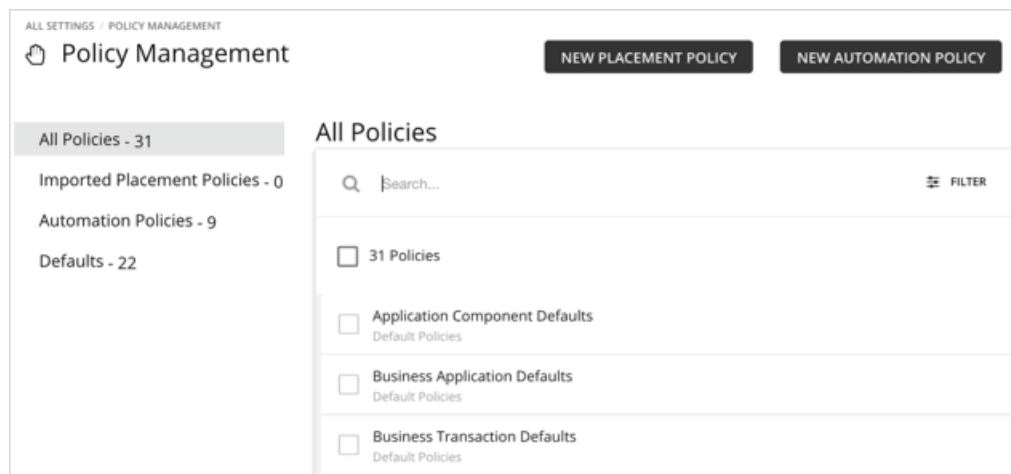 ALL SETTINGS / POLICY MANAGEMENT
Policy Management
NEW PLACEMENT POLICY
NEW AUTOMATION POLICY
All Policies - 31
Imported Placement Policies - 0
Automation Policies - 9
Defaults - 22
All Policies
Search...
FILTER
31 Policies
Application Component Defaults
Default Policies
Business Application Defaults
Default Policies
Business Transaction Defaults
Default Policies